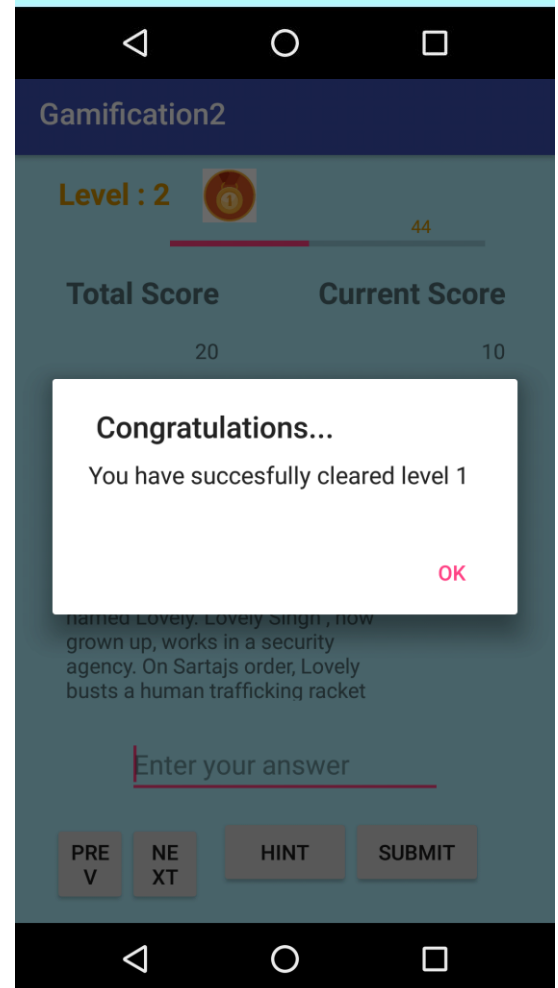 Gamification2
Level : 2
1
44
Total Score Current Score
20 10
Congratulations...
You have succesfully cleared level 1
OK
named Lovely. Lovely Singh , now
grown up, works in a security
agency. On Sartajs order, Lovely
busts a human trafficking racket
Enter your answer
PRE
V
NE
XT
HINT
SUBMIT